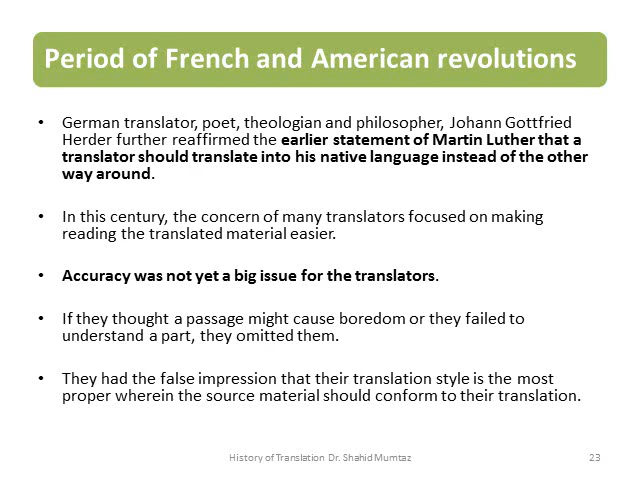 Period of French and American revolutions
• German translator, poet, theologian and philosopher, Johann Gottfried
Herder further reaffirmed the earlier statement of Martin Luther that a
translator should translate into his native language instead of the other
way around.
• In this century, the concern of many translators focused on making
reading the translated material easier.
• Accuracy was not yet a big issue for the translators.
• If they thought a passage might cause boredom or they failed to
understand a part, they omitted them.
• They had the false impression that their translation style is the most
proper wherein the source material should conform to their translation.
History of Translation Dr. Shahid Mumtaz
23